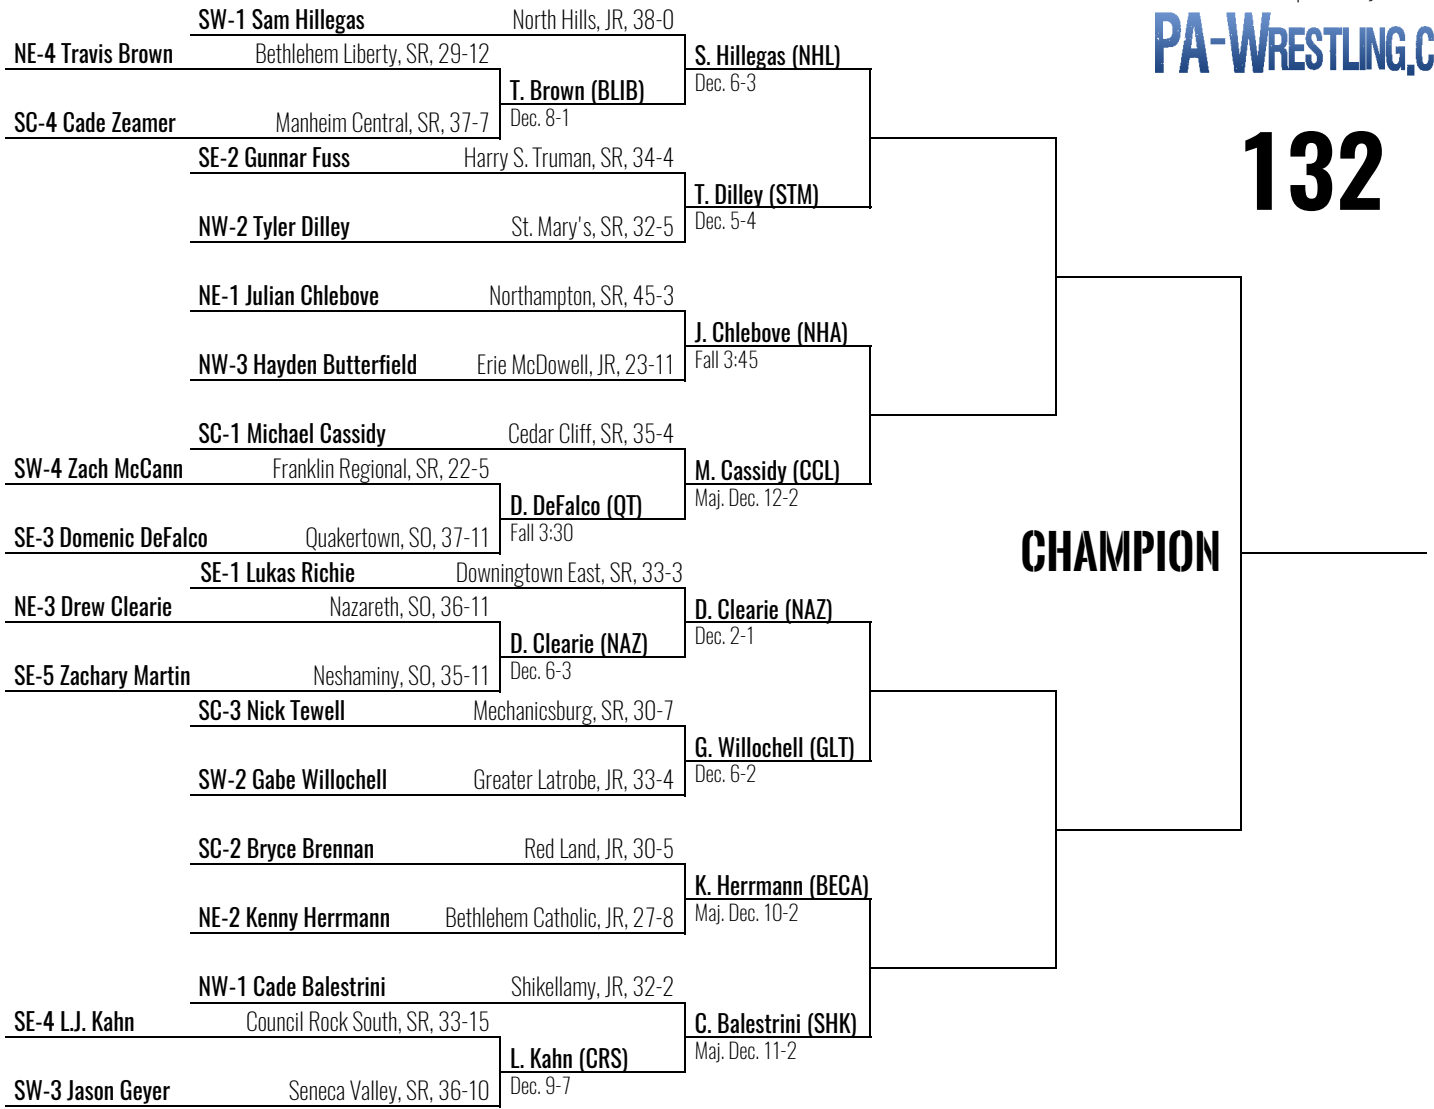 SW-1 Sam Hillegas North Hills, JR, 38-0
NE-4 Travis Brown Bethlehem Liberty, SR, 29-12
S. Hillegas (NHL)
Dec. 6-3
PA-WRESTLING.C
T. Brown (BLIB)
Dec. 8-1
SC-4 Cade Zeamer Manheim Central, SR, 37-7
SE-2 Gunnar Fuss Harry S. Truman, SR, 34-4
132
T. Dilley (STM)
Dec. 5-4
NW-2 Tyler Dilley St. Mary's, SR, 32-5
NE-1 Julian Chlebove Northampton, SR, 45-3
J. Chlebove (NHA)
Fall 3:45
NW-3 Hayden Butterfield Erie McDowell, JR, 23-11
SC-1 Michael Cassidy Cedar Cliff, SR, 35-4
SW-4 Zach McCann Franklin Regional, SR, 22-5
M. Cassidy (CCL)
Maj. Dec. 12-2
D. DeFalco (QT)
Fall 3:30
SE-3 Domenic DeFalco Quakertown, SO, 37-11
CHAMPION
SE-1 Lukas Richie Downingtown East, SR, 33-3
NE-3 Drew Clearie Nazareth, SO, 36-11
D. Clearie (NAZ)
Dec. 2-1
D. Clearie (NAZ)
Dec. 6-3
SE-5 Zachary Martin Neshaminy, SO, 35-11
SC-3 Nick Tewell Mechanicsburg, SR, 30-7
G. Willochell (GLT)
Dec. 6-2
SW-2 Gabe Willochell Greater Latrobe, JR, 33-4
SC-2 Bryce Brennan Red Land, JR, 30-5
K. Herrmann (BECA)
Maj. Dec. 10-2
NE-2 Kenny Herrmann Bethlehem Catholic, JR, 27-8
NW-1 Cade Balestrini Shikellamy, JR, 32-2
SE-4 L.J. Kahn Council Rock South, SR, 33-15
C. Balestrini (SHK)
Maj. Dec. 11-2
L. Kahn (CRS)
Dec. 9-7
SW-3 Jason Geyer Seneca Valley, SR, 36-10